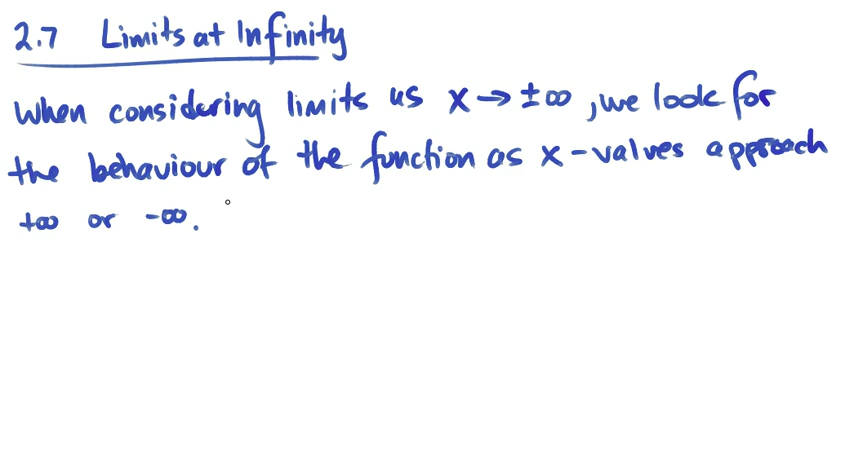 2.7 Limits at Infinity
When considering limits as x → ±∞, we look for
the behaviour of the function as x-values approach
+∞ or -∞.